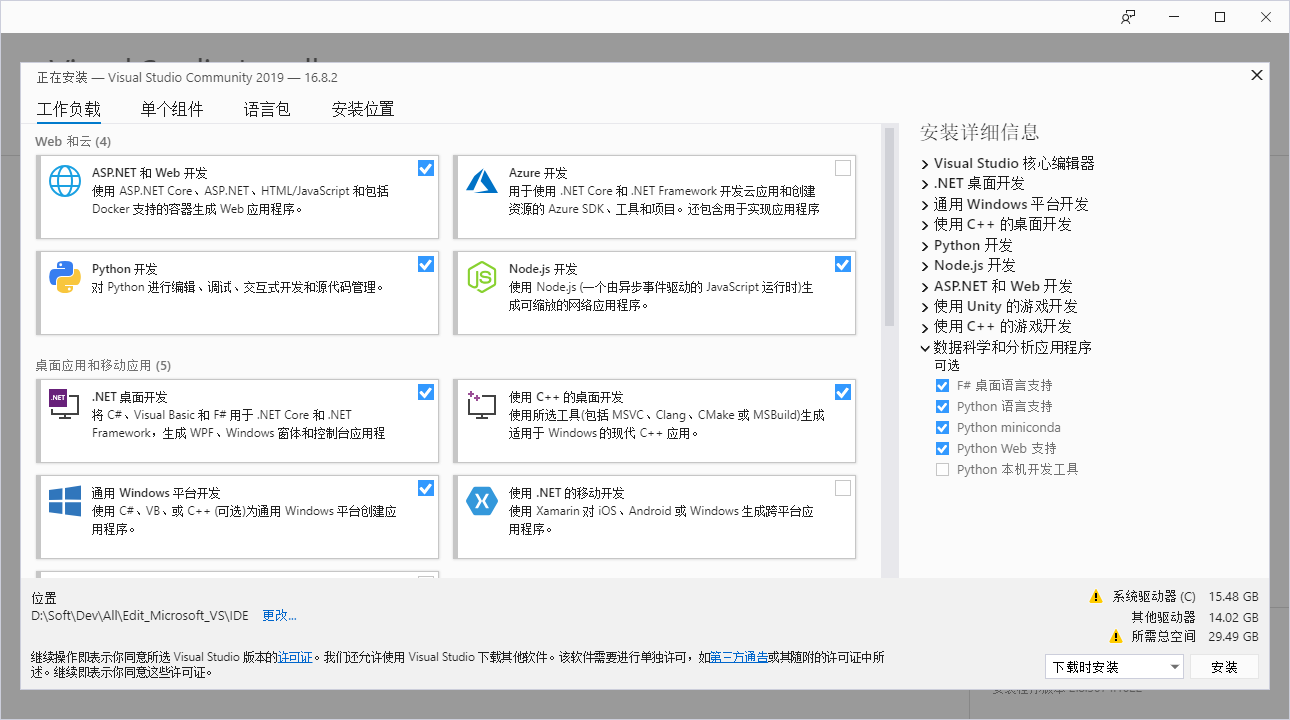 正在安装 — Visual Studio Community 2019 — 16.8.2
工作负载 单个组件 语言包 安装位置
Web 和云 (4)
ASP.NET 和 Web 开发
使用 ASP.NET Core、ASP.NET、HTML/JavaScript 和包括
Docker 支持的容器生成 Web 应用程序。
Azure 开发
用于使用 .NET Core 和 .NET Framework 开发云应用和创建
资源的 Azure SDK、工具和项目。还包含用于实现应用程序
Python 开发
对 Python 进行编辑、调试、交互式开发和源代码管理。
JS
Node.js 开发
使用 Node.js (一个由异步事件驱动的 JavaScript 运行时)生
成可缩放的网络应用程序。
桌面应用和移动应用 (5)
.NET
.NET 桌面开发
将 C#、Visual Basic 和 F# 用于 .NET Core 和 .NET
Framework，生成 WPF、Windows 窗体和控制台应用程
使用 C++ 的桌面开发
使用所选工具(包括 MSVC、Clang、CMake 或 MSBuild)生成
适用于 Windows 的现代 C++ 应用。
通用 Windows 平台开发
使用 C#、VB、或 C++ (可选)为通用 Windows 平台创建应
用程序。
使用 .NET 的移动开发
使用 Xamarin 对 iOS、Android 或 Windows 生成跨平台应
用程序。
安装详细信息
Visual Studio 核心编辑器
.NET 桌面开发
通用 Windows 平台开发
使用 C++ 的桌面开发
Python 开发
Node.js 开发
ASP.NET 和 Web 开发
使用 Unity 的游戏开发
使用 C++ 的游戏开发
数据科学和分析应用程序
可选
F# 桌面语言支持
Python 语言支持
Python miniconda
Python Web 支持
Python 本机开发工具
位置
D:\Soft\Dev\All\Edit_Microsoft_VS\IDE 更改...
继续操作即表示你同意所选 Visual Studio 版本的许可证。我们还允许使用 Visual Studio 下载其他软件。该软件需要进行单独许可，如第三方通告或其随附的许可证中所
述。继续即表示你同意这些许可证。
系统驱动器 (C) 15.48 GB
其他驱动器 14.02 GB
所需总空间 29.49 GB
下载时安装 安装